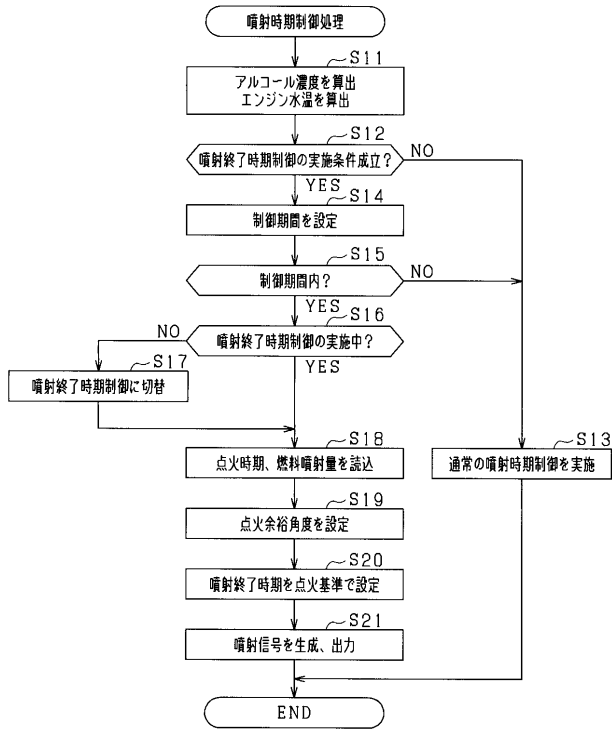 噴射時期制御処理
S11
アルコール濃度を算出
エンジン水温を算出
S12
噴射終了時期制御の実施条件成立?
NO
YES
S14
制御期間を設定
S15
制御期間内?
NO
YES
S16
噴射終了時期制御の実施中?
NO
YES
S17
噴射終了時期制御に切替
S18
点火時期、燃料噴射量を読込
S13
通常の噴射時期制御を実施
S19
点火余裕角度を設定
S20
噴射終了時期を点火基準で設定
S21
噴射信号を生成、出力
END